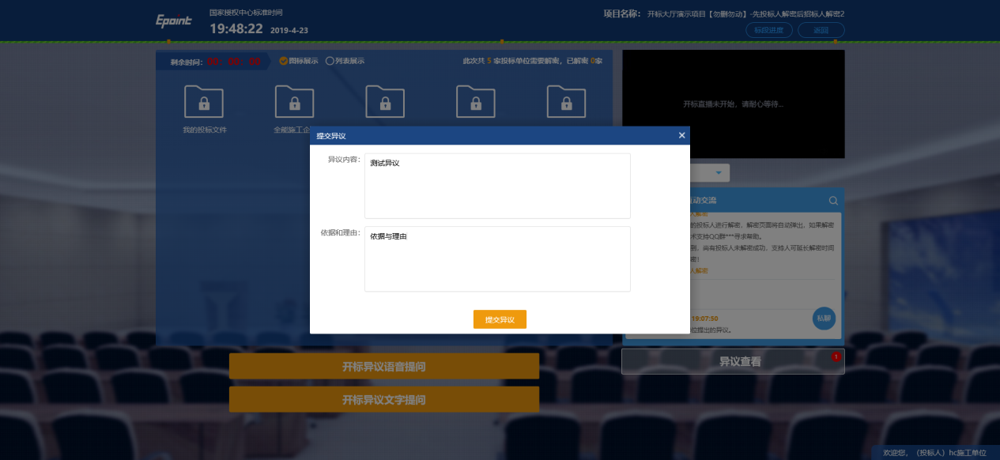 Epoint
国家授权中心标准时间
19:48:22 2019-4-23
项目名称: 开标大厅演示项目【勿删勿动】-先投标人解密后招标人解密2
标段进度 返回
剩余时间: 00:00:00 图标展示 列表展示 此次共 5 家投标单位需要解密, 已解密 0家
我的投标文件 全能施工企
开标直播未开始, 请耐心等待...
提交异议
异议内容: 测试异议
依据和理由: 依据与理由
提交异议
动交流
人解密
的投标人进行解密, 解密页面将自动弹出, 如果解密
术支持QQ群***寻求帮助。
到, 尚有投标人未解密成功, 支持人可延长解密时间
密!
人解密
19:07:50
位提出的异议。
私聊
开标异议语音提问
异议查看 1
开标异议文字提问
欢迎您, (投标人) hc施工单位